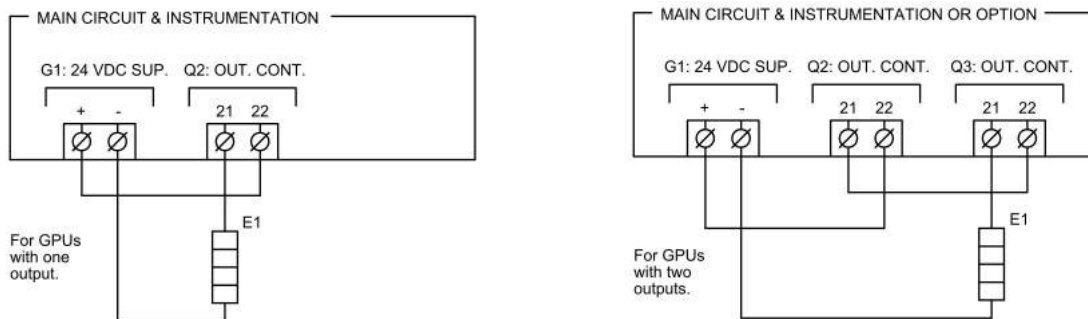 MAIN CIRCUIT & INSTRUMENTATION
G1: 24 VDC SUP. Q2: OUT. CONT.
+ - 21 22
E1
For GPUs
with one
output.
MAIN CIRCUIT & INSTRUMENTATION OR OPTION
G1: 24 VDC SUP. Q2: OUT. CONT. Q3: OUT. CONT.
+ - 21 22 21 22
E1
For GPUs
with two
outputs.